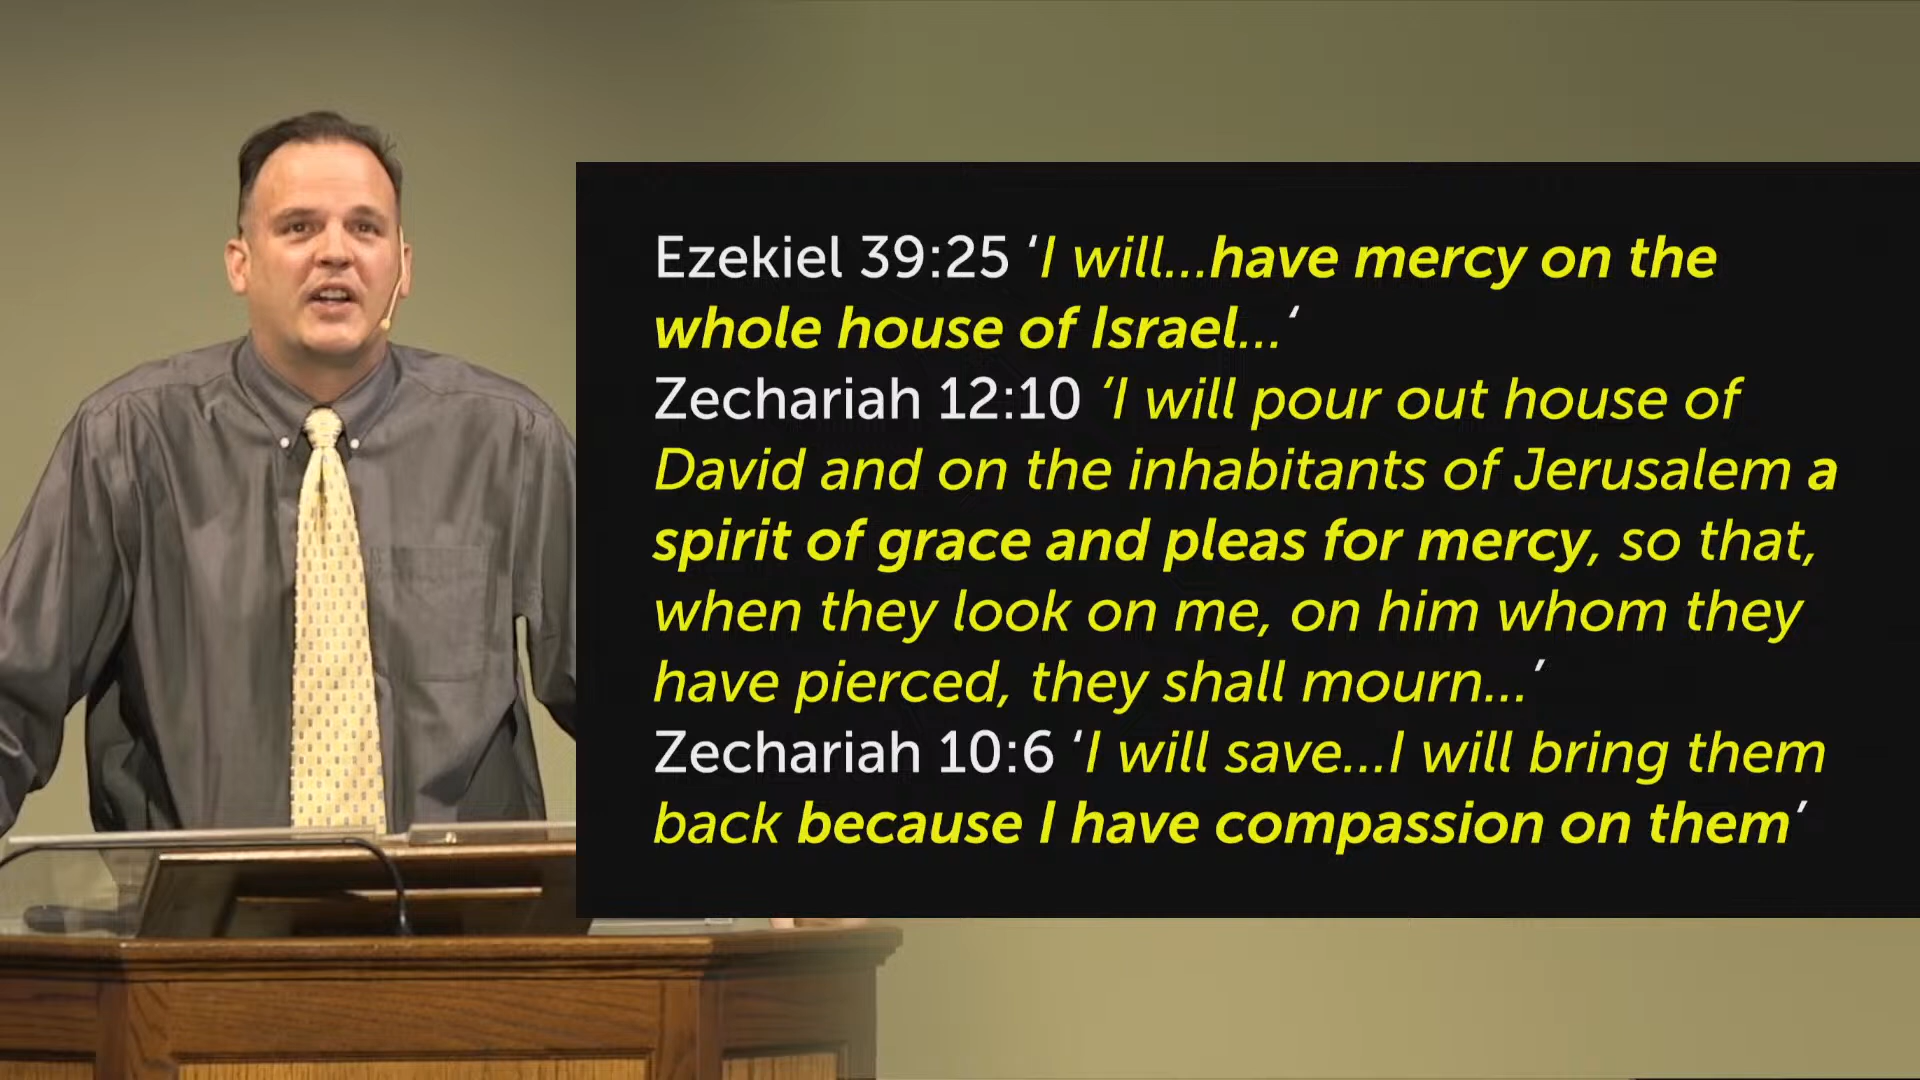 Ezekiel 39:25 ‘I will...have mercy on the
whole house of Israel...‘
Zechariah 12:10 ‘I will pour out house of
David and on the inhabitants of Jerusalem a
spirit of grace and pleas for mercy, so that,
when they look on me, on him whom they
have pierced, they shall mourn...’
Zechariah 10:6 ‘I will save...I will bring them
back because I have compassion on them’